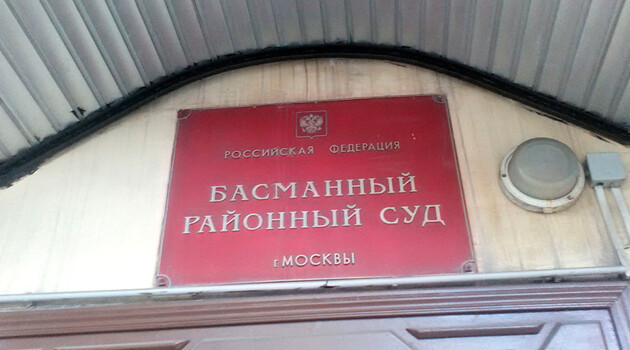 РОССИЙСКАЯ ФЕДЕРАЦИЯ
БАСМАННЫЙ
РАЙОННЫЙ СУД
г.МОСКВЫ